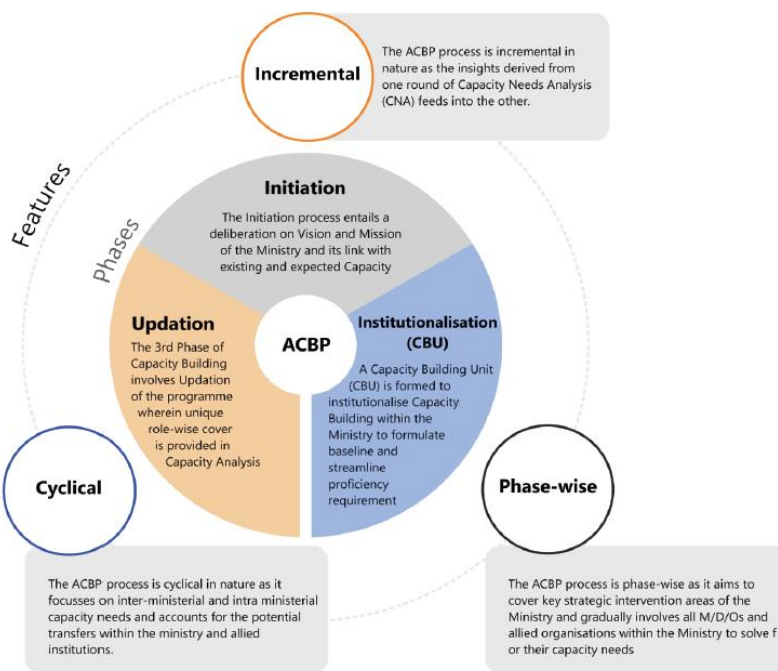 Incremental
The ACBP process is incremental in
nature as the insights derived from
one round of Capacity Needs Analysis
(CNA) feeds into the other.
Features
Phases
Initiation
The Initiation process entails a
deliberation on Vision and Mission
of the Ministry and its link with
existing and expected Capacity
Updation
The 3rd Phase of
Capacity Building
involves Updation
of the programme
wherein unique
role-wise cover
is provided in
Capacity Analysis
ACBP
Institutionalisation
(CBU)
A Capacity Building Unit
(CBU) is formed to
institutionalise Capacity
Building within the
Ministry to formulate
baseline and
streamline
proficiency
requirement
Cyclical
The ACBP process is cyclical in nature as it
focusses on inter-ministerial and intra ministerial
capacity needs and accounts for the potential
transfers within the ministry and allied
institutions.
Phase-wise
The ACBP process is phase-wise as it aims to
cover key strategic intervention areas of the
Ministry and gradually involves all M/D/Os and
allied organisations within the Ministry to solve f
or their capacity needs